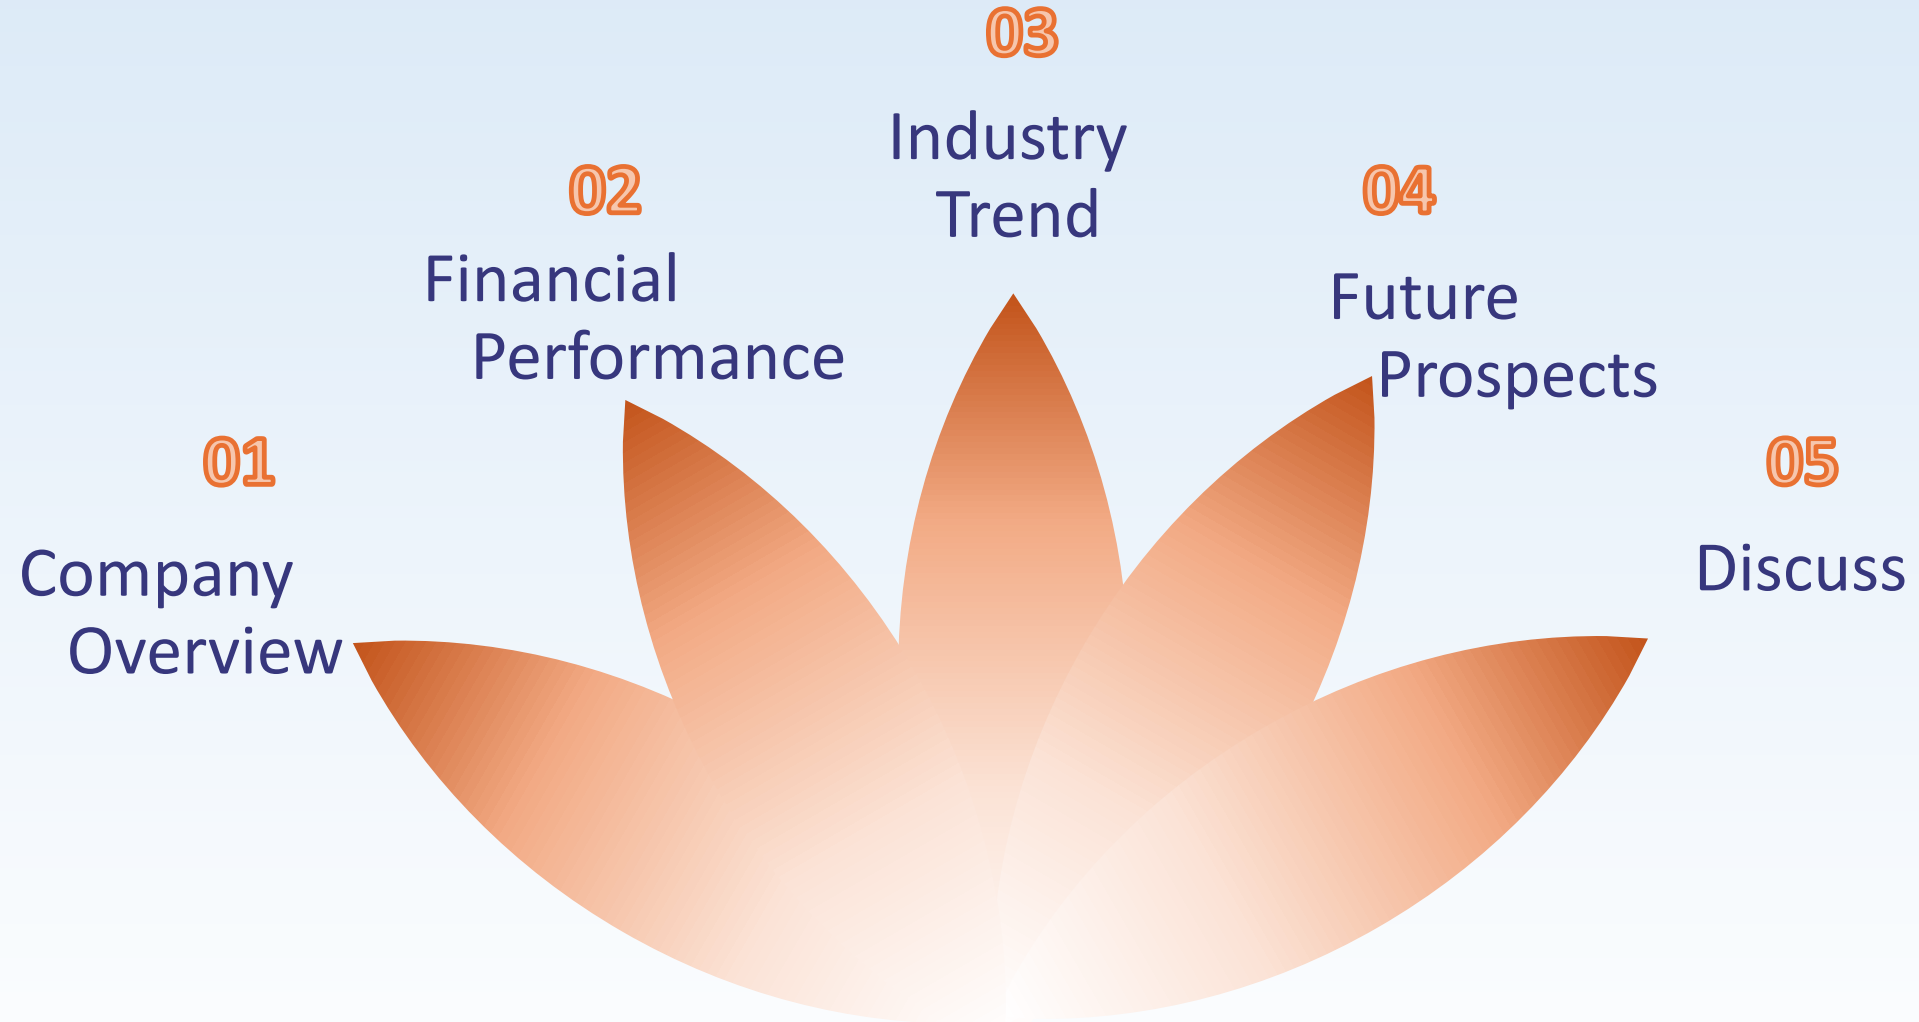 01
Company
Overview
02
Financial
Performance
03
Industry
Trend
04
Future
Prospects
05
Discuss